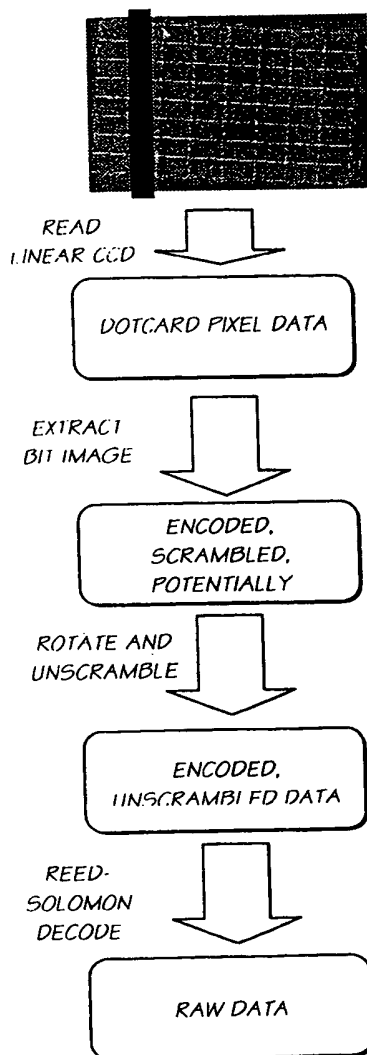 READ
LINEAR CCD
DOTCARD PIXEL DATA
EXTRACT
BIT IMAGE
ENCODED,
SCRAMBLED,
POTENTIALLY
ROTATE AND
UNSCRAMBLE
ENCODED,
UNSCRAMBLED DATA
REED-
SOLOMON
DECODE
RAW DATA